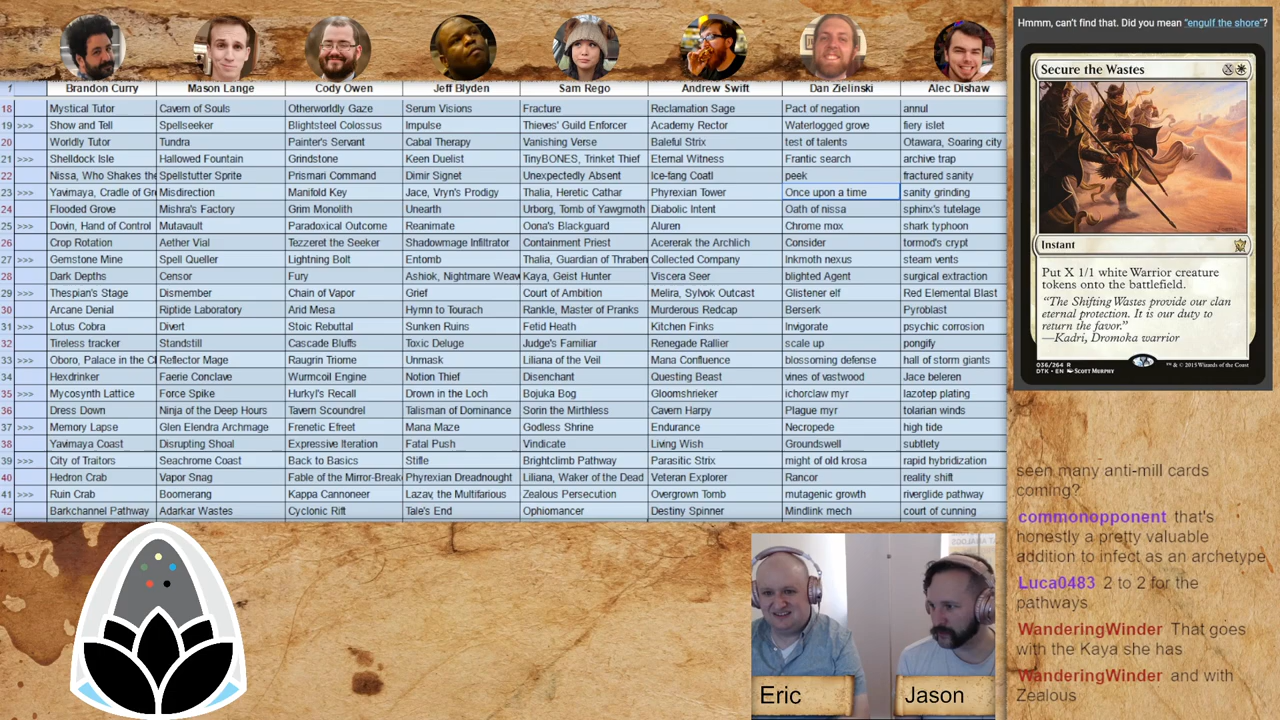 Brandon Curry Mason Lange Cody Owen Jeff Blyden Sam Rego Andrew Swift Dan Zielinski Alec Dishaw
18 Mystical Tutor Cavern of Souls Otherworldly Gaze Serum Visions Fracture Reclamation Sage Pact of negation annul
19 >>> Show and Tell Spellseeker Blightsteel Colossus Impulse Thieves' Guild Enforcer Academy Rector Waterlogged grove fiery islet
20 Worldly Tutor Tundra Painter's Servant Cabal Therapy Vanishing Verse Baleful Strix test of talents Otawara, Soaring city
21 >>> Shelldock Isle Hallowed Fountain Grindstone Keen Duelist TinyBONES, Trinket Thief Eternal Witness Frantic search archive trap
22 Nissa, Who Shakes the Spellstutter Sprite Prismari Command Dimir Signet Unexpectedly Absent Ice-fang Coatl peek fractured sanity
23 >>> Yavimaya, Cradle of Gr Misdirection Manifold Key Jace, Vryn's Prodigy Thalia, Heretic Cathar Phyrexian Tower Once upon a time sanity grinding
24 Flooded Grove Mishra's Factory Grim Monolith Unearth Urborg, Tomb of Yawgmoth Diabolic Intent Oath of nissa sphinx's tutelage
25 >>> Dovin, Hand of Control Mutavault Paradoxical Outcome Reanimate Oona's Blackguard Aluren Chrome mox shark typhoon
26 Crop Rotation Aether Vial Tezzeret the Seeker Shadowmage Infiltrator Containment Priest Acererak the Archlich Consider tormod's crypt
27 >>> Gemstone Mine Spell Queller Lightning Bolt Entomb Thalia, Guardian of Thraben Collected Company Inkmoth nexus steam vents
28 Dark Depths Censor Fury Ashiok, Nightmare Weav Kaya, Geist Hunter Viscera Seer blighted Agent surgical extraction
29 >>> Thespian's Stage Dismember Chain of Vapor Grief Court of Ambition Melira, Sylvok Outcast Glistener elf Red Elemental Blast
30 Arcane Denial Riptide Laboratory Arid Mesa Hymn to Tourach Rankle, Master of Pranks Murderous Redcap Berserk Pyroblast
31 >>> Lotus Cobra Divert Stoic Rebuttal Sunken Ruins Fetid Heath Kitchen Finks Invigorate psychic corrosion
32 Tireless tracker Standstill Cascade Bluffs Toxic Deluge Judge's Familiar Renegade Rallier scale up pongify
33 >>> Oboro, Palace in the Cl Reflector Mage Raugrin Triome Unmask Liliana of the Veil Mana Confluence blossoming defense hall of storm giants
34 Hexdrinker Faerie Conclave Wurmcoil Engine Notion Thief Disenchant Questing Beast vines of vastwood Jace beleren
35 >>> Mycosynth Lattice Force Spike Hurkyl's Recall Drown in the Loch Bojuka Bog Gloomshrieker ichorclaw myr lazotep plating
36 Dress Down Ninja of the Deep Hours Tavern Scoundrel Talisman of Dominance Sorin the Mirthless Cavern Harpy Plague myr tolarian winds
37 >>> Memory Lapse Glen Elendra Archmage Frenetic Efreet Mana Maze Godless Shrine Endurance Necropede high tide
38 Yavimaya Coast Disrupting Shoal Expressive Iteration Fatal Push Vindicate Living Wish Groundswell subtlety
39 >>> City of Traitors Seachrome Coast Back to Basics Stifle Brightclimb Pathway Parasitic Strix might of old krosa rapid hybridization
40 Hedron Crab Vapor Snag Fable of the Mirror-Break Phyrexian Dreadnought Liliana, Waker of the Dead Veteran Explorer Rancor reality shift
41 >>> Ruin Crab Boomerang Kappa Cannoneer Lazav, the Multifarious Zealous Persecution Overgrown Tomb mutagenic growth riverglide pathway
42 Barkchannel Pathway Adarkar Wastes Cyclonic Rift Tale's End Ophiomancer Destiny Spinner Mindlink mech court of cunning
Hmmm, can't find that. Did you mean "engulf the shore"?
Secure the Wastes X
Instant
Put X 1/1 white Warrior creature
tokens onto the battlefield.
"The Shifting Wastes provide our clan
eternal protection. It is our duty to
return the favor."
—Kadri, Dromoka warrior
036/264 R
DTK • EN Scott Murphy
™ & © 2015 Wizards of the Coast
seen many anti-mill cards
coming?
commonopponent that's
honestly a pretty valuable
addition to infect as an archetype
Luca0483 2 to 2 for the
pathways
WanderingWinder That goes
with the Kaya she has
WanderingWinder and with
Zealous
Eric
Jason